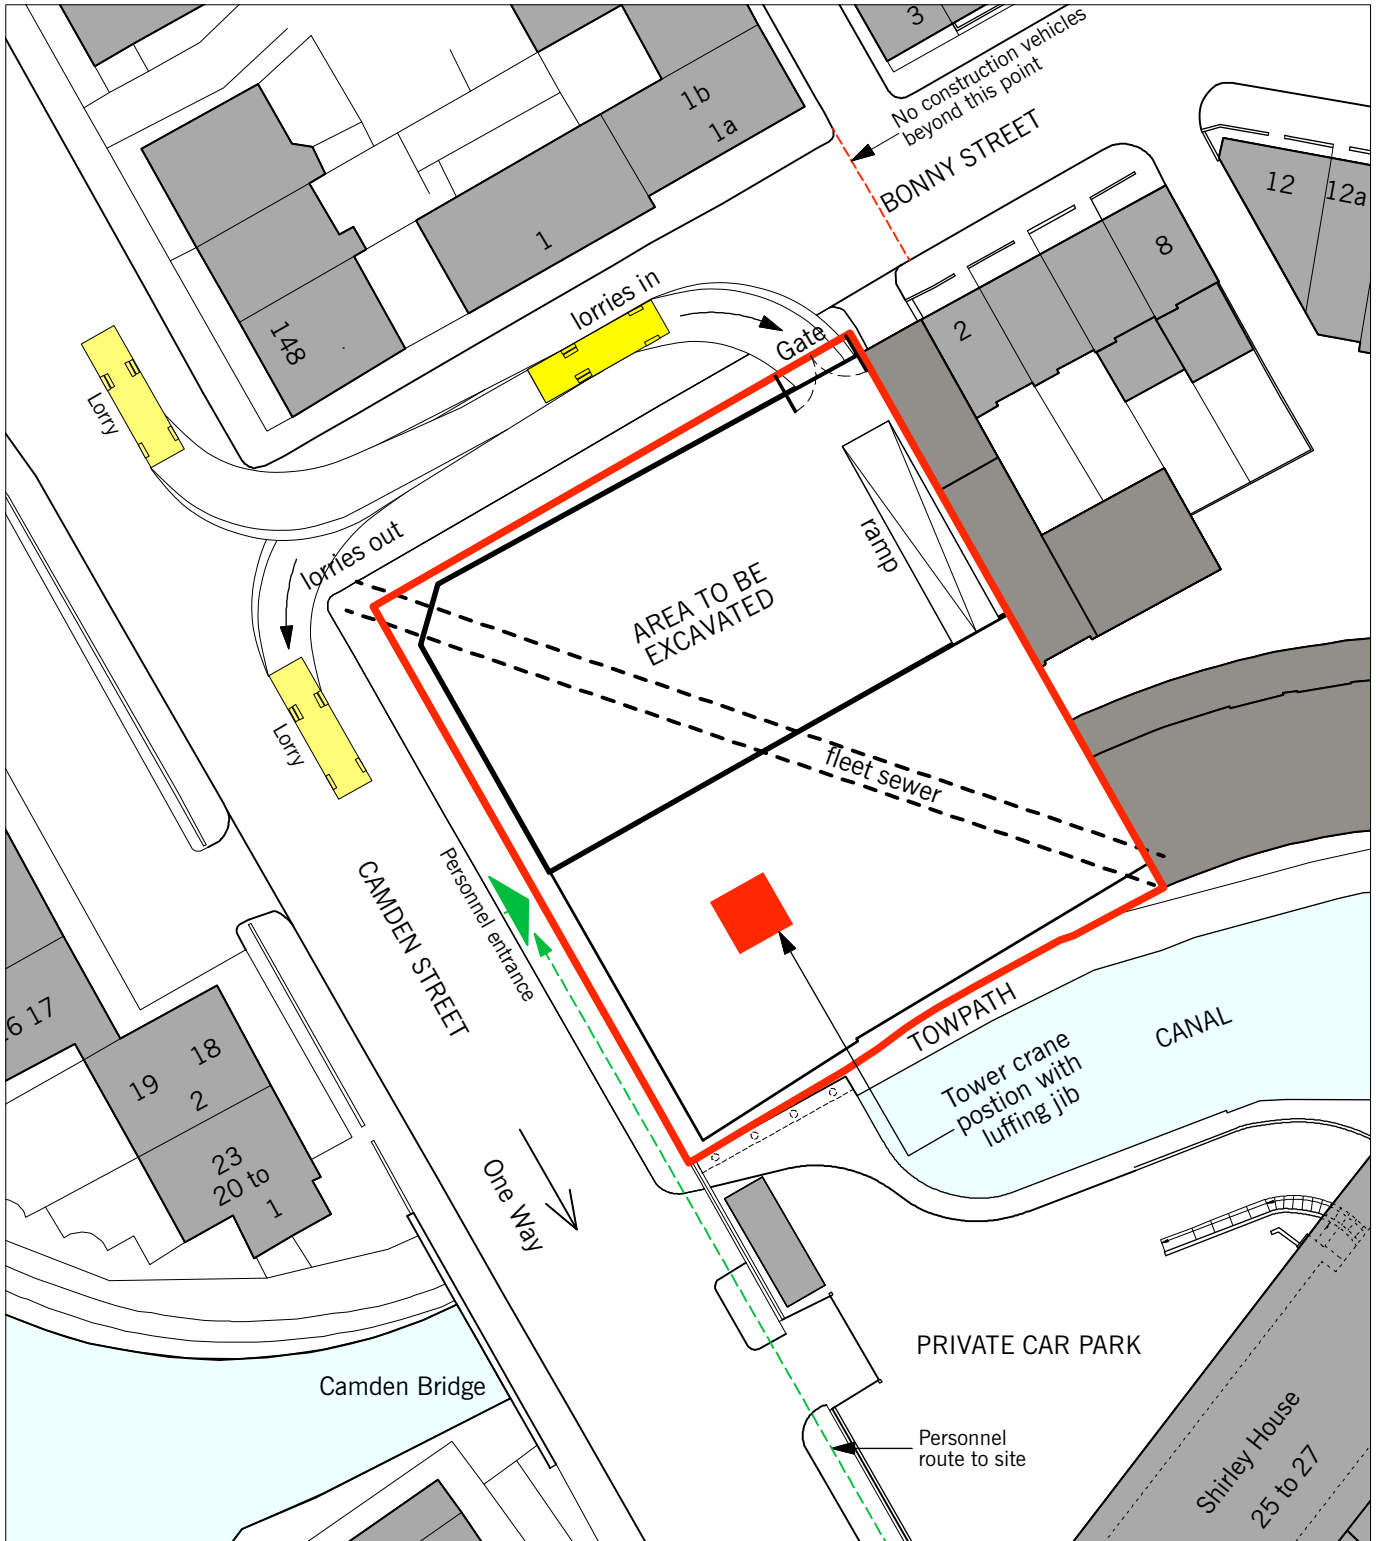 3
No construction vehicles
beyond this point
BONNY STREET
1b
1a
1
12
12a
8
2
148
lorries in
Gate
Lorry
lorries out
ramp
AREA TO BE
EXCAVATED
Lorry
fleet sewer
Personnel entrance
CAMDEN STREET
TOWPATH
CANAL
Tower crane
postion with
luffing jib
6 17
18
19
2
23
20 to
1
One Way
PRIVATE CAR PARK
Camden Bridge
Personnel
route to site
Shirley House
25 to 27